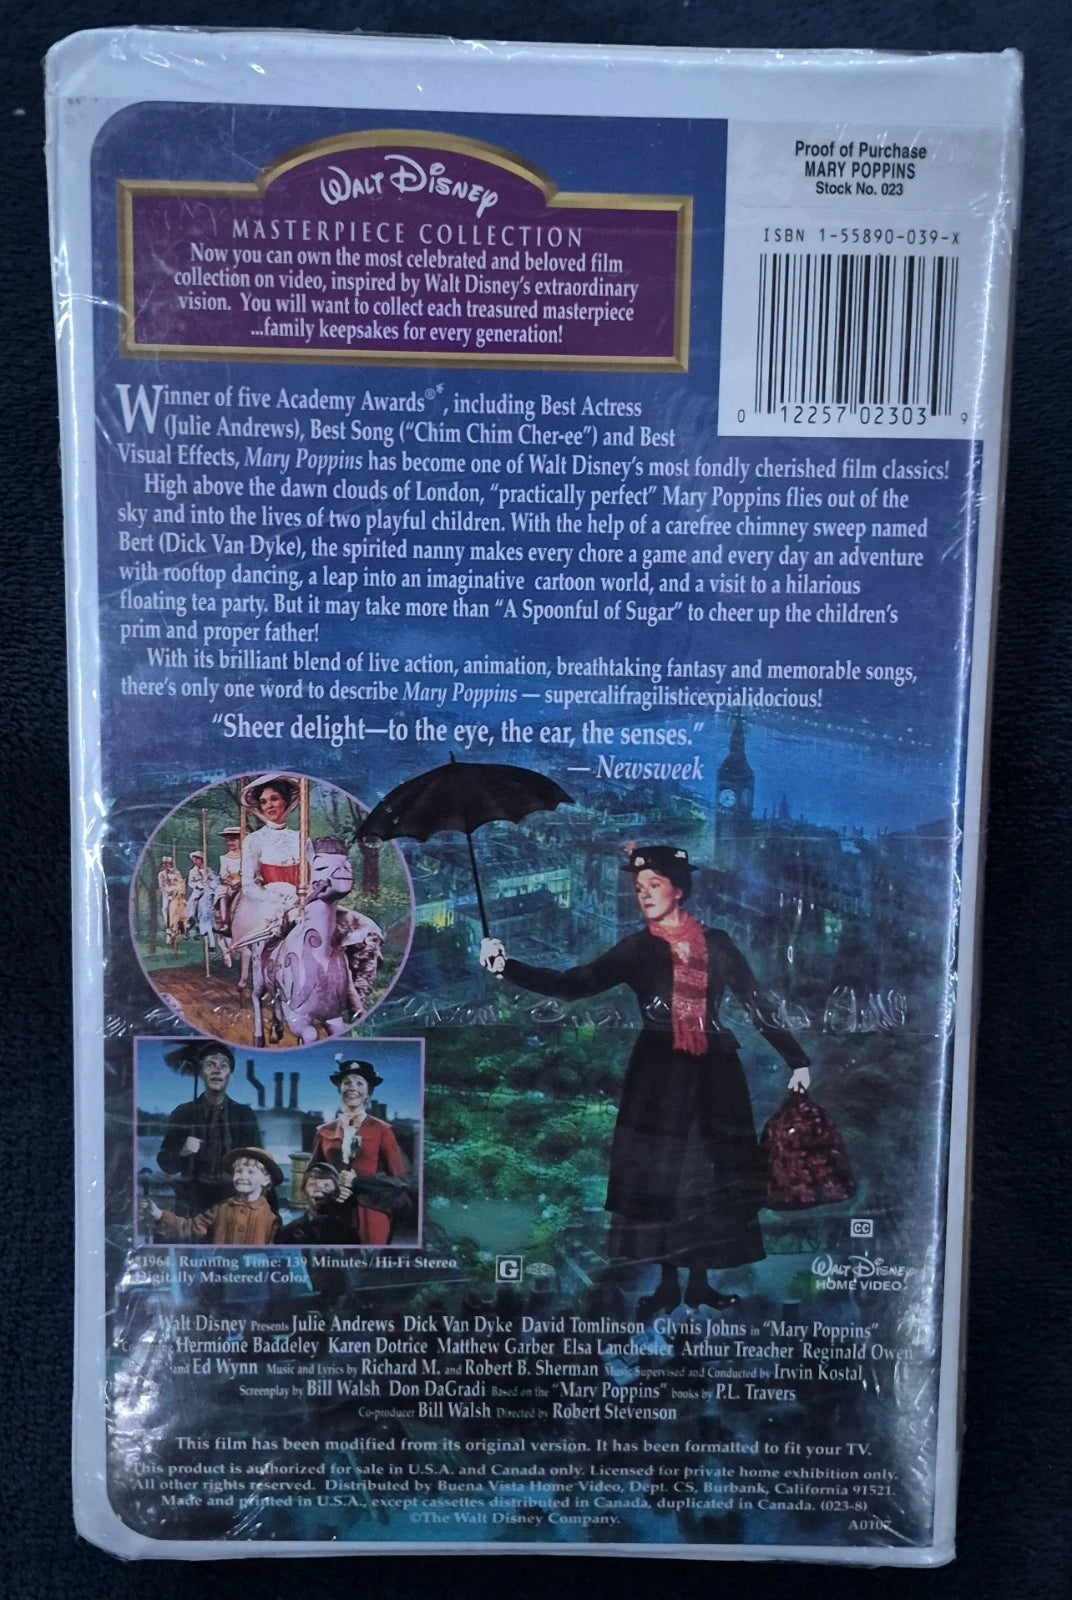 WALT DISNEY
MASTERPIECE COLLECTION
Now you can own the most celebrated and beloved film
collection on video, inspired by Walt Disney's extraordinary
vision. You will want to collect each treasured masterpiece
...family keepsakes for every generation!
Proof of Purchase
MARY POPPINS
Stock No. 023
ISBN 1-55890-039-X
0 12257 02303 9
Winner of five Academy Awards®*, including Best Actress
(Julie Andrews), Best Song ("Chim Chim Cher-ee") and Best
Visual Effects, Mary Poppins has become one of Walt Disney's most fondly cherished film classics!
High above the dawn clouds of London, "practically perfect" Mary Poppins flies out of the
sky and into the lives of two playful children. With the help of a carefree chimney sweep named
Bert (Dick Van Dyke), the spirited nanny makes every chore a game and every day an adventure
with rooftop dancing, a leap into an imaginative cartoon world, and a visit to a hilarious
floating tea party. But it may take more than "A Spoonful of Sugar" to cheer up the children's
prim and proper father!
With its brilliant blend of live action, animation, breathtaking fantasy and memorable songs,
there's only one word to describe Mary Poppins — supercalifragilisticexpialidocious!
"Sheer delight—to the eye, the ear, the senses."
— Newsweek
1964. Running Time: 139 Minutes/Hi-Fi Stereo
Digitally Mastered/Color
G
CC
WALT DISNEY
HOME VIDEO
Walt Disney Presents Julie Andrews Dick Van Dyke David Tomlinson Glynis Johns in "Mary Poppins"
Hermione Baddeley Karen Dotrice Matthew Garber Elsa Lanchester Arthur Treacher Reginald Owen
and Ed Wynn Music and Lyrics by Richard M. and Robert B. Sherman Music Supervised and Conducted by Irwin Kostal
Screenplay by Bill Walsh Don DaGradi Based on the "Mary Poppins" books by P.L. Travers
Co-producer Bill Walsh Directed by Robert Stevenson
This film has been modified from its original version. It has been formatted to fit your TV.
This product is authorized for sale in U.S.A. and Canada only. Licensed for private home exhibition only.
All other rights reserved. Distributed by Buena Vista Home Video, Dept. CS, Burbank, California 91521.
Made and printed in U.S.A., except cassettes distributed in Canada, duplicated in Canada. (023-8)
©The Walt Disney Company.
A0107